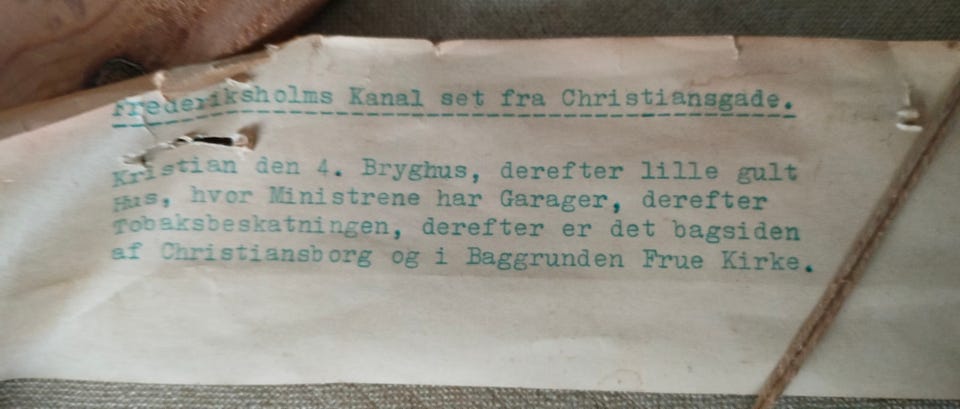 Frederiksholms Kanal set fra Christiansgade.
Kristian den 4. Bryghus, derefter lille gult
Hus, hvor Ministrene har Garager, derefter
Tobaksbeskatningen, derefter er det bagsiden
af Christiansborg og i Baggrunden Frue Kirke.